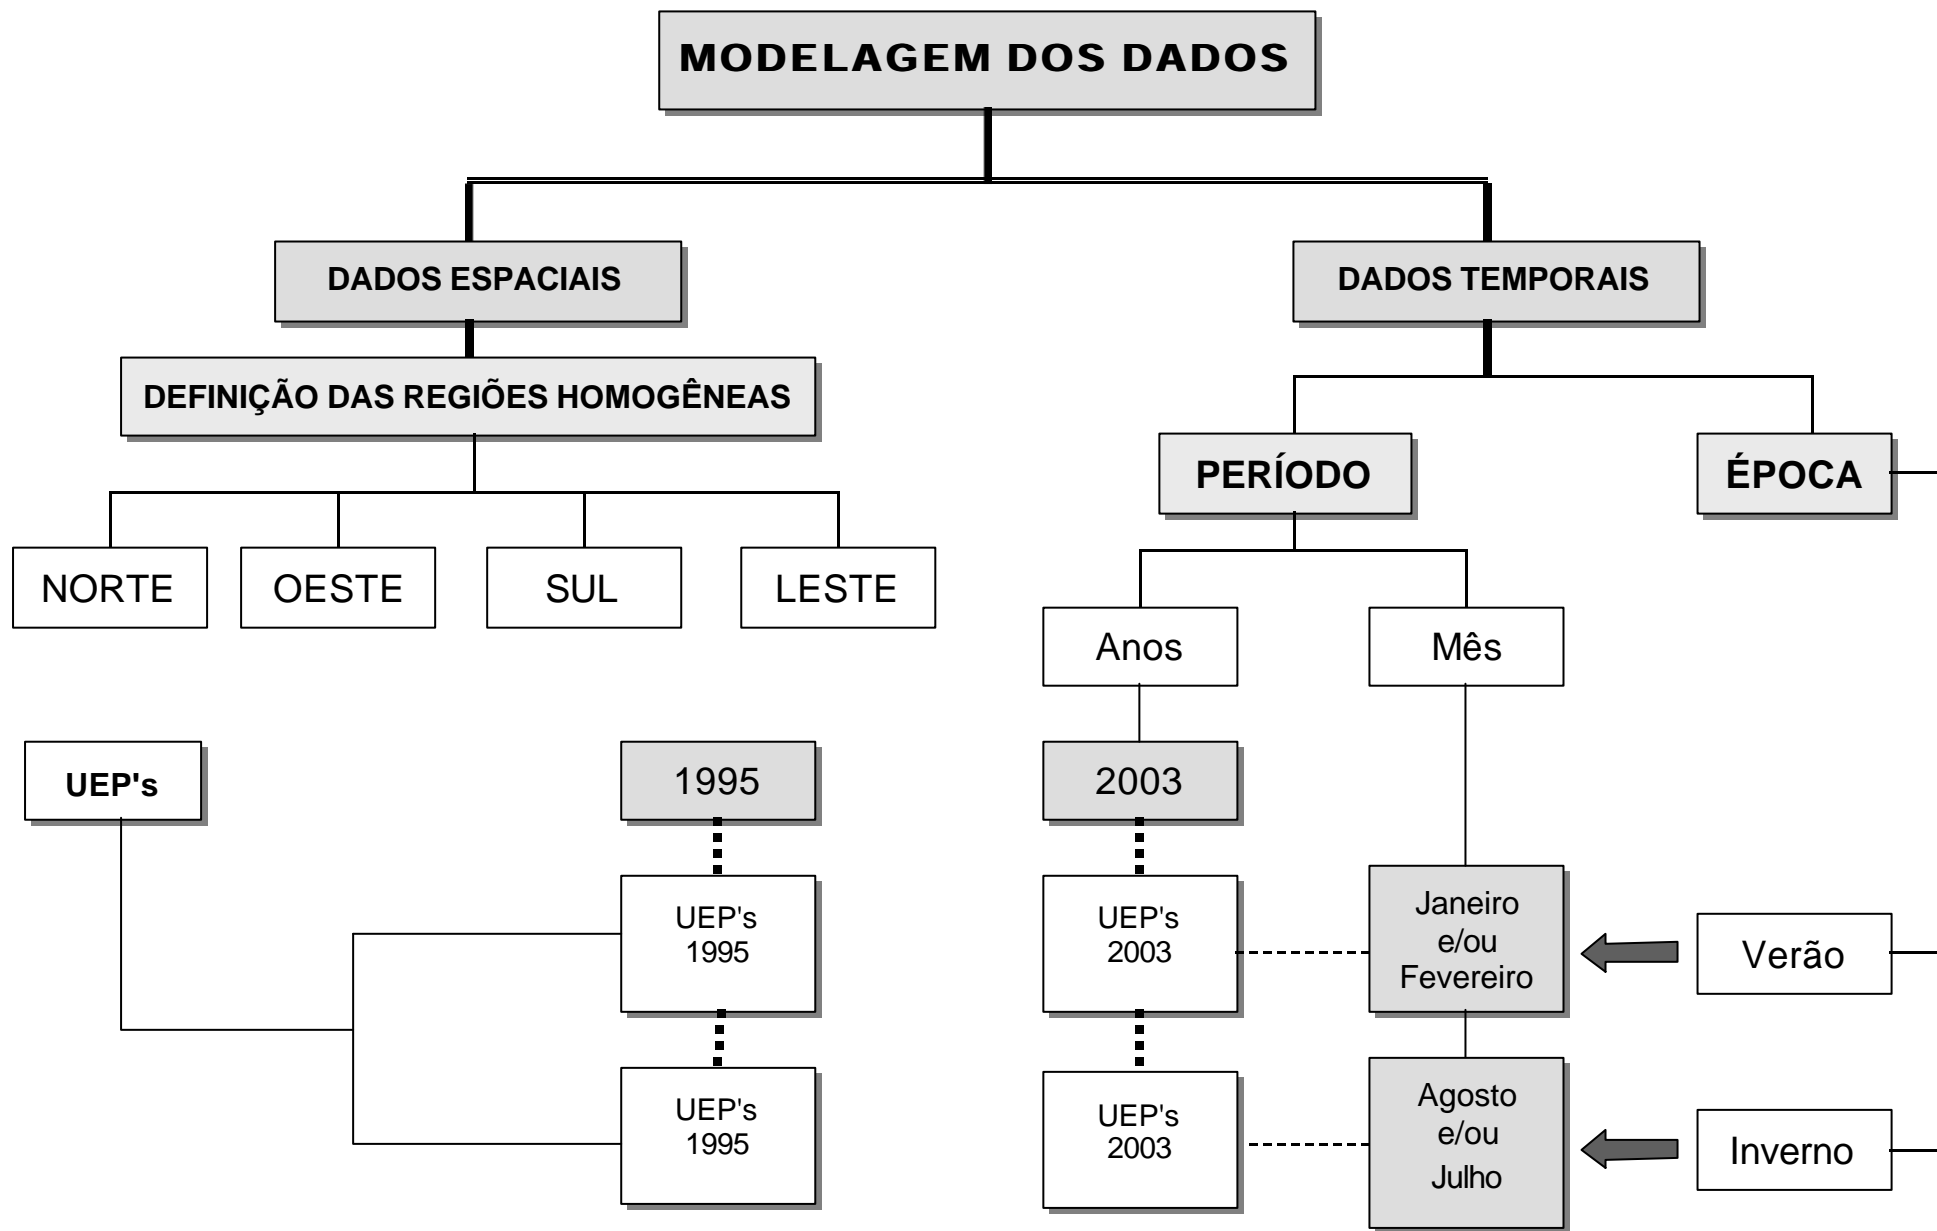 MODELAGEM DOS DADOS
DADOS ESPACIAIS
DADOS TEMPORAIS
DEFINIÇÃO DAS REGIÕES HOMOGÊNEAS
PERÍODO
ÉPOCA
NORTE
OESTE
SUL
LESTE
Anos
Mês
UEP's
1995
2003
UEP's
1995
UEP's
2003
Janeiro
e/ou
Fevereiro
Verão
UEP's
1995
UEP's
2003
Agosto
e/ou
Julho
Inverno